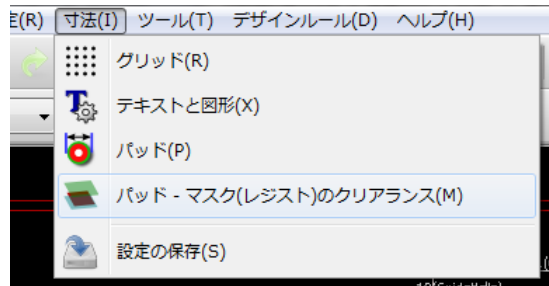 (R) 寸法(I) ツール(T) デザインルール(D) ヘルプ(H)
グリッド(R)
テキストと図形(X)
パッド(P)
パッド - マスク(レジスト)のクリアランス(M)
設定の保存(S)